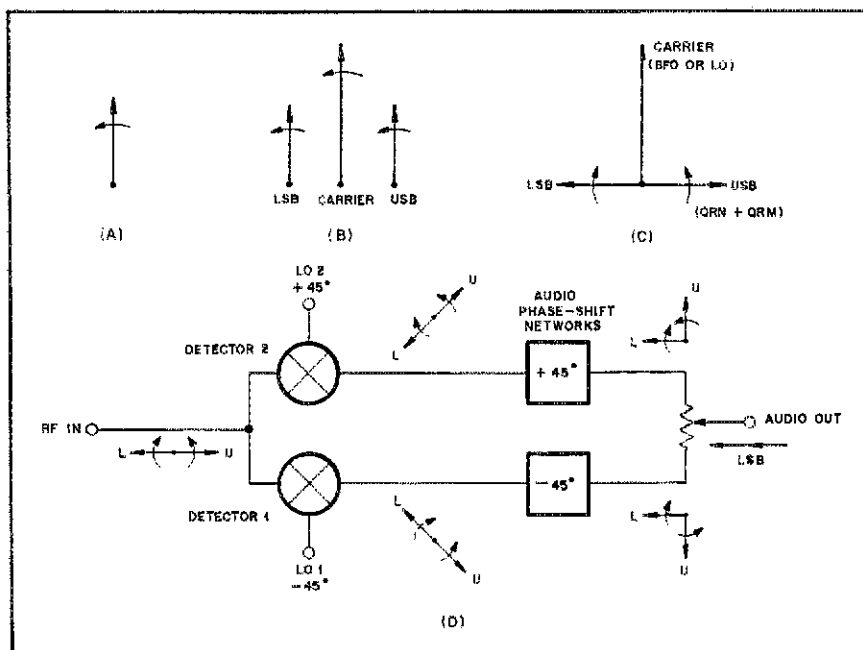 CARRIER
(BFO OR LO)
LSB
CARRIER
USB
LSB
USB
(QRN + QRM)
(A)
(B)
(C)
LO 2
+ 45°
U
L
AUDIO
PHASE-SHIFT
NETWORKS
U
L
DETECTOR 2
+ 45°
RF IN
L
U
AUDIO OUT
LSB
DETECTOR 1
L
U
- 45°
L
U
LO 1
- 45°
(D)